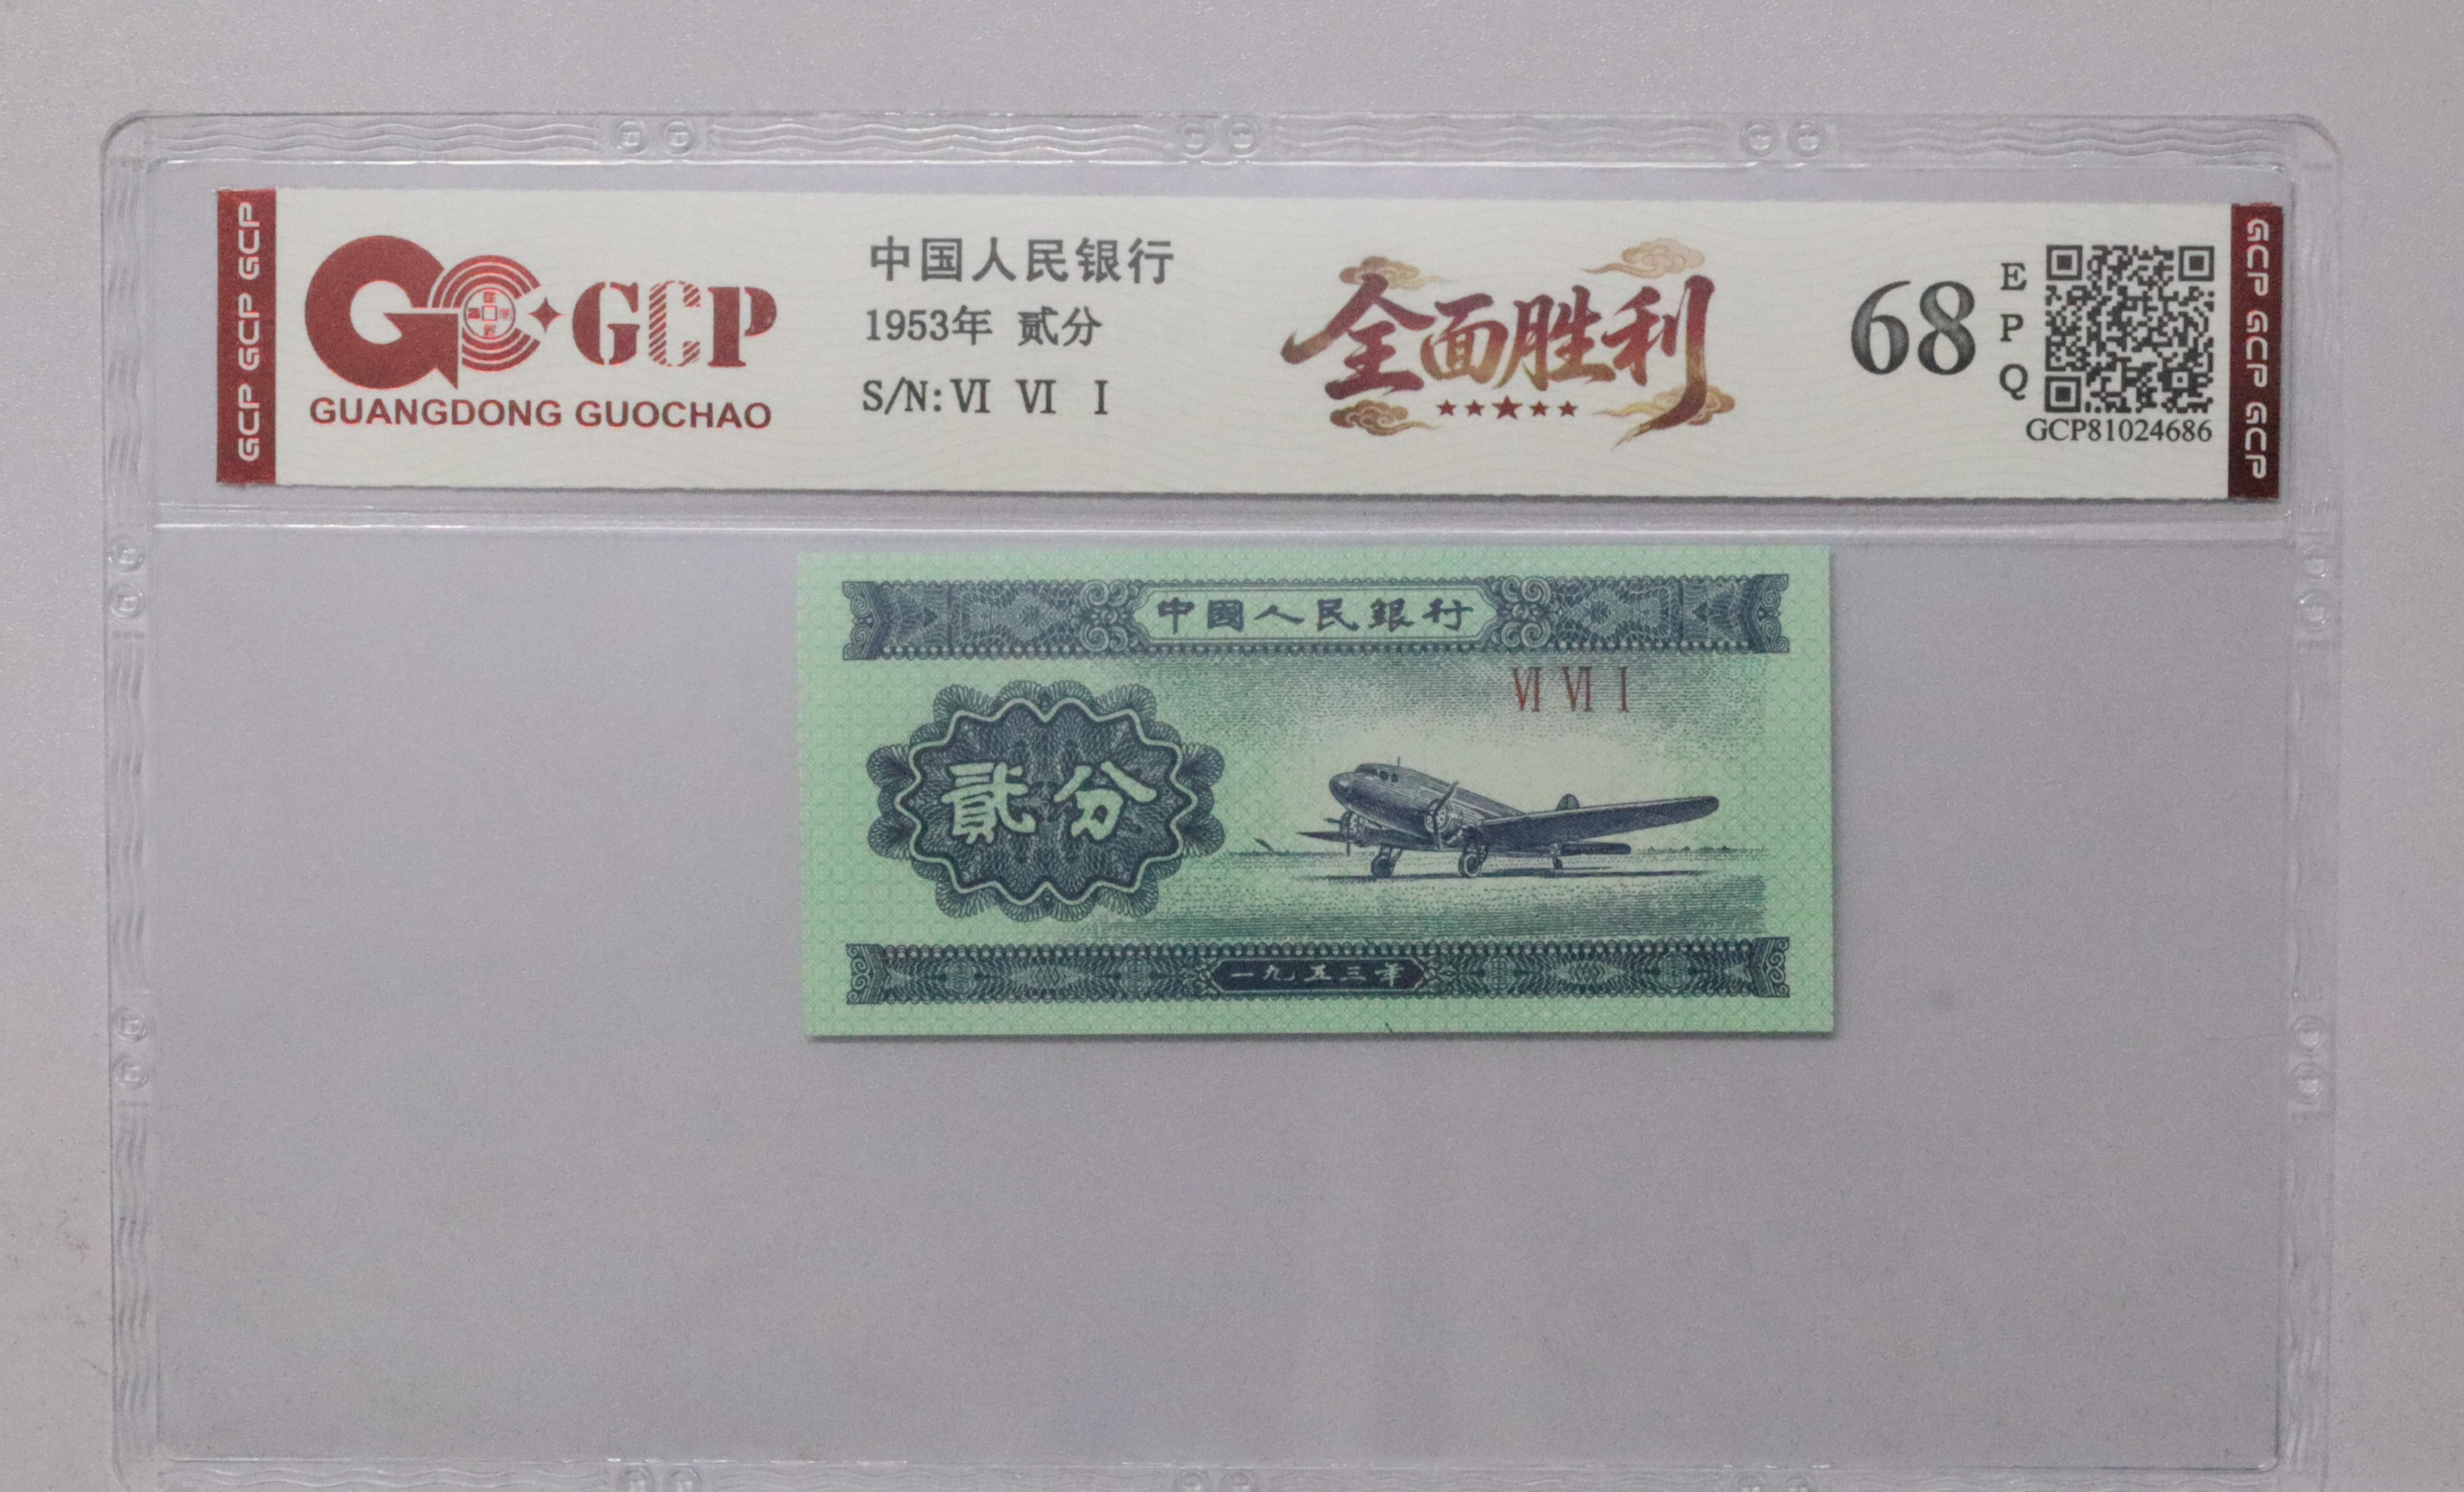 GCP GCP GCP
GCP
GUANGDONG GUOCHAO
中国人民银行
1953年 贰分
S/N: VI VI I
全面胜利
68
E
P
Q
GCP81024686
GCP GCP GCP
中國人民銀行
VI VI I
貳分
一九五三年